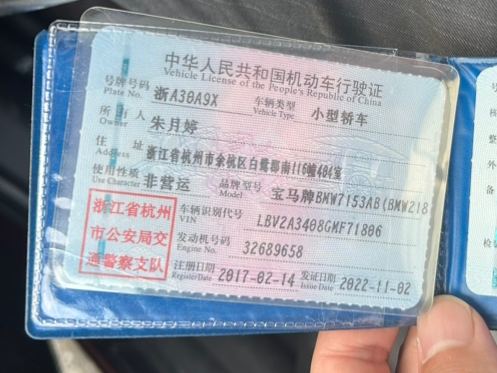 中华人民共和国机动车行驶证
Vehicle License of the People's Republic of China
号牌号码 浙A30A9X 车辆类型 小型轿车
Plate No. Vehicle Type
所有人 朱月婷
Owner
住址 浙江省杭州市余杭区白鹭郡南116幢404室
Address
使用性质 非营运 品牌型号 宝马牌BMW7153AB(BMW218
Use Character Model
浙江省杭州
市公安局交
通警察支队
车辆识别代号 LBV2A3408GMF71806
VIN
发动机号码 32689658
Engine No.
注册日期 2017-02-14 发证日期 2022-11-02
Register Date Issue Date